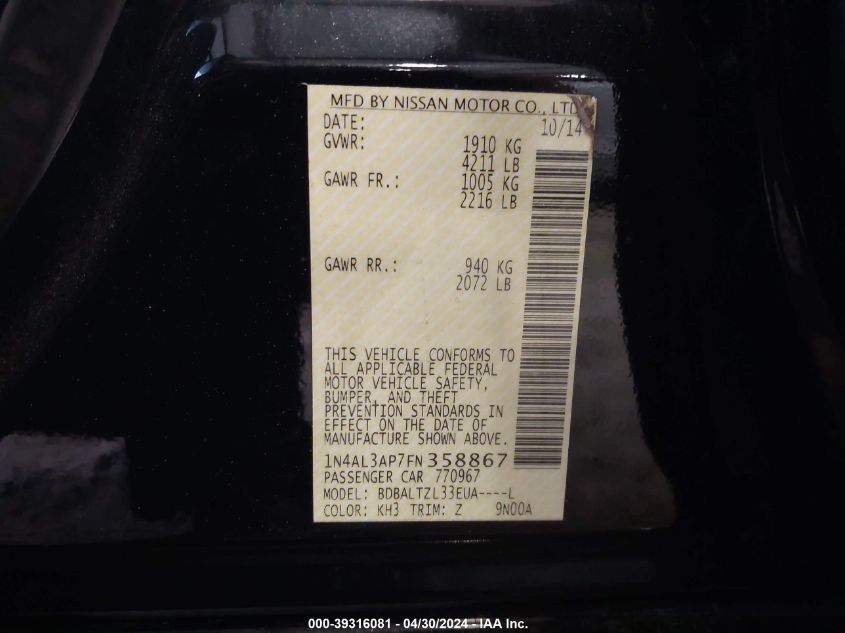 MFD BY NISSAN MOTOR CO., LTD
DATE: 10/14
GVWR: 1910 KG
4211 LB
GAWR FR.: 1005 KG
2216 LB
GAWR RR.: 940 KG
2072 LB
THIS VEHICLE CONFORMS TO
ALL APPLICABLE FEDERAL
MOTOR VEHICLE SAFETY,
BUMPER, AND THEFT
PREVENTION STANDARDS IN
EFFECT ON THE DATE OF
MANUFACTURE SHOWN ABOVE.
1N4AL3AP7FN358867
PASSENGER CAR 770967
MODEL: BDBALTZL33EUA----L
COLOR: KH3 TRIM: Z 9N00A
000-39316081 - 04/30/2024 - IAA Inc.